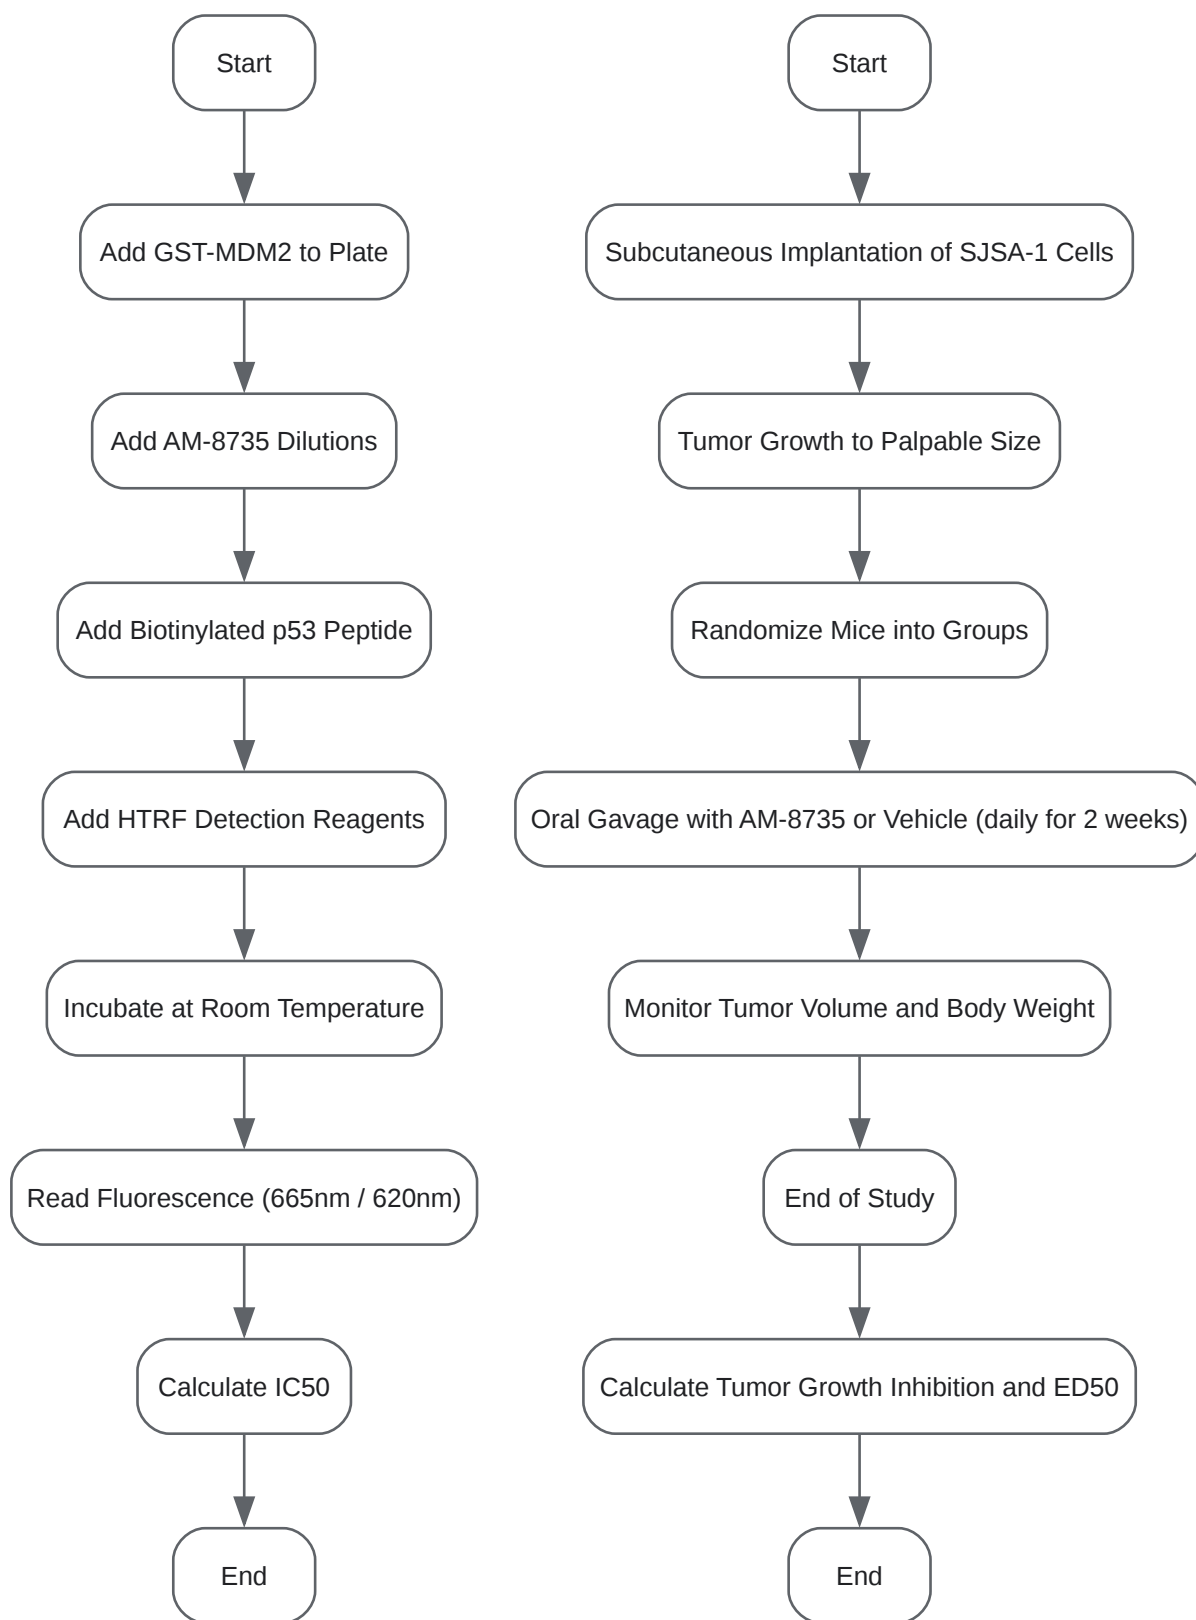 Start
Add GST-MDM2 to Plate
Add AM-8735 Dilutions
Add Biotinylated p53 Peptide
Add HTRF Detection Reagents
Incubate at Room Temperature
Read Fluorescence (665nm / 620nm)
Calculate IC50
End
Start
Subcutaneous Implantation of SJSA-1 Cells
Tumor Growth to Palpable Size
Randomize Mice into Groups
Oral Gavage with AM-8735 or Vehicle (daily for 2 weeks)
Monitor Tumor Volume and Body Weight
End of Study
Calculate Tumor Growth Inhibition and ED50
End